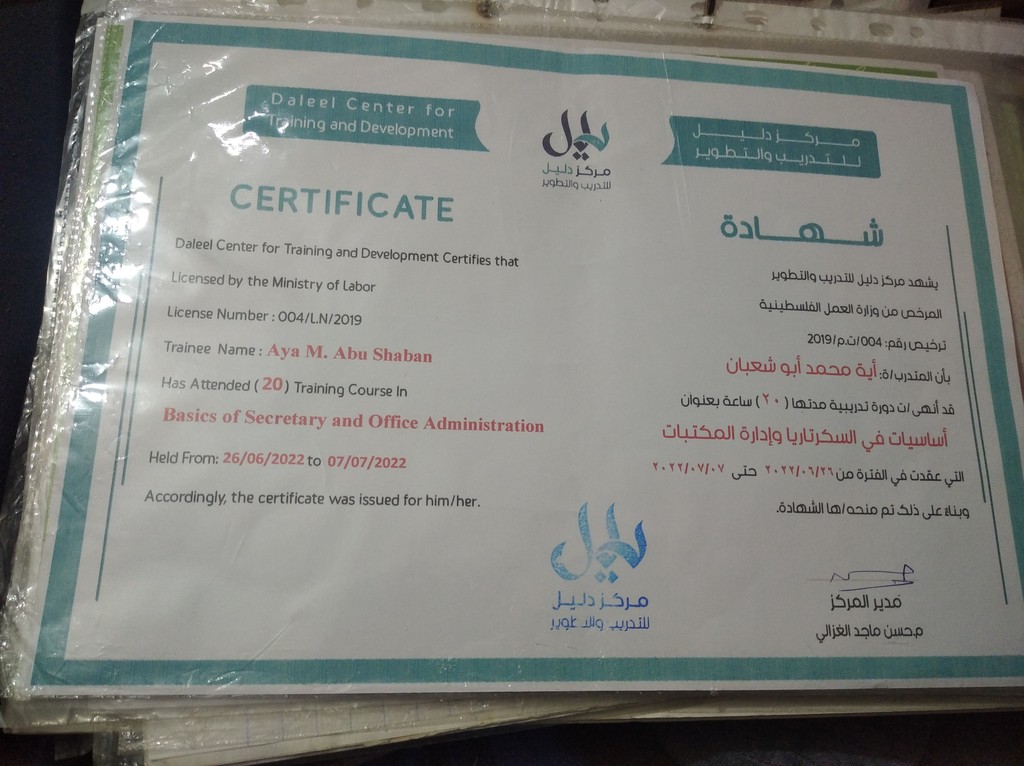 Daleel Center for
Training and Development
CERTIFICATE
Daleel Center for Training and Development Certifies that
Licensed by the Ministry of Labor
License Number : 004/L.N/2019
Trainee Name : Aya M. Abu Shaban
Has Attended ( 20 ) Training Course In
Basics of Secretary and Office Administration
Held From: 26/06/2022 to 07/07/2022
Accordingly, the certificate was issued for him/her.
دليل
مركز دليل
للتدريب والتطوير
مركز دليل
للتدريب والتطوير
شهادة
يشهد مركز دليل للتدريب والتطوير
المرخص من وزارة العمل الفلسطينية
ترخيص رقم: 004/ت.م/2019
بأن المتدرب/ة: أية محمد أبو شعبان
قد أنهى/ت دورة تدريبية مدتها ( ٢٠ ) ساعة بعنوان
أساسيات في السكرتاريا وإدارة المكتبات
التي عقدت في الفترة من ٢٠٢٢/٠٦/٢٦ حتى ٢٠٢٢/٠٧/٠٧
وبناءً على ذلك تم منحه/ها الشهادة.
دليل
مركز دليل
للتدريب والتطوير
مدير المركز
م.حسن ماجد الغزالي